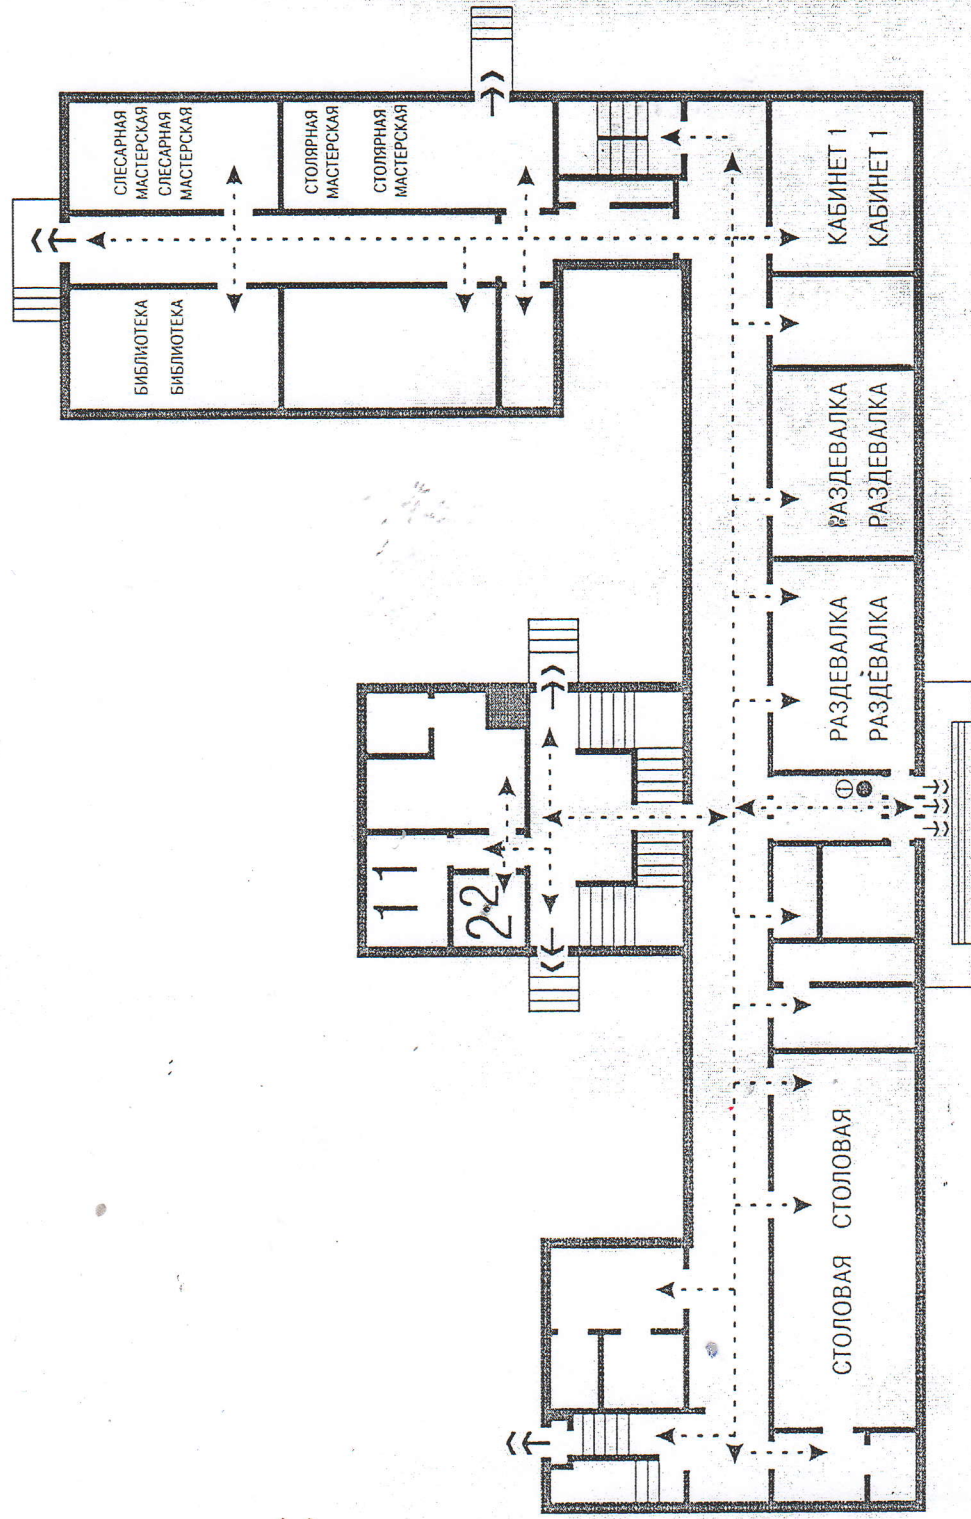 СЛЕСАРНАЯ
МАСТЕРСКАЯ
СЛЕСАРНАЯ
МАСТЕРСКАЯ
СТОЛЯРНАЯ
МАСТЕРСКАЯ
СТОЛЯРНАЯ
МАСТЕРСКАЯ
КАБИНЕТ 1
КАБИНЕТ 1
БИБЛИОТЕКА
БИБЛИОТЕКА
РАЗДЕВАЛКА
РАЗДЕВАЛКА
РАЗДЕВАЛКА
РАЗДЕВАЛКА
1 1
2 2
СТОЛОВАЯ СТОЛОВАЯ